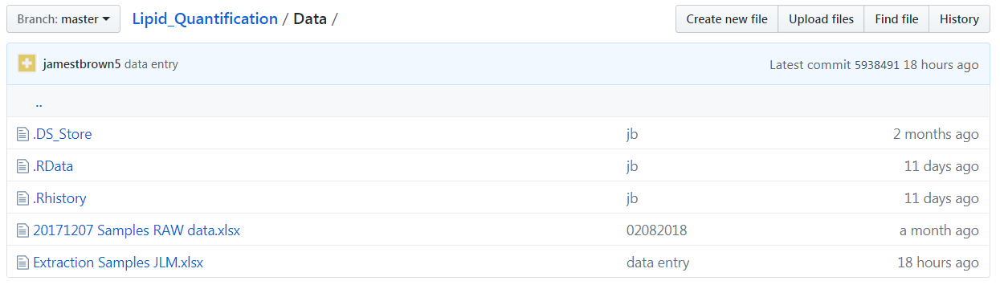 Branch: master Lipid_Quantification / Data / Create new file Upload files Find file History
jamestbrown5 data entry Latest commit 5938491 18 hours ago
..
.DS_Store jb 2 months ago
.RData jb 11 days ago
.Rhistory jb 11 days ago
20171207 Samples RAW data.xlsx 02082018 a month ago
Extraction Samples JLM.xlsx data entry 18 hours ago